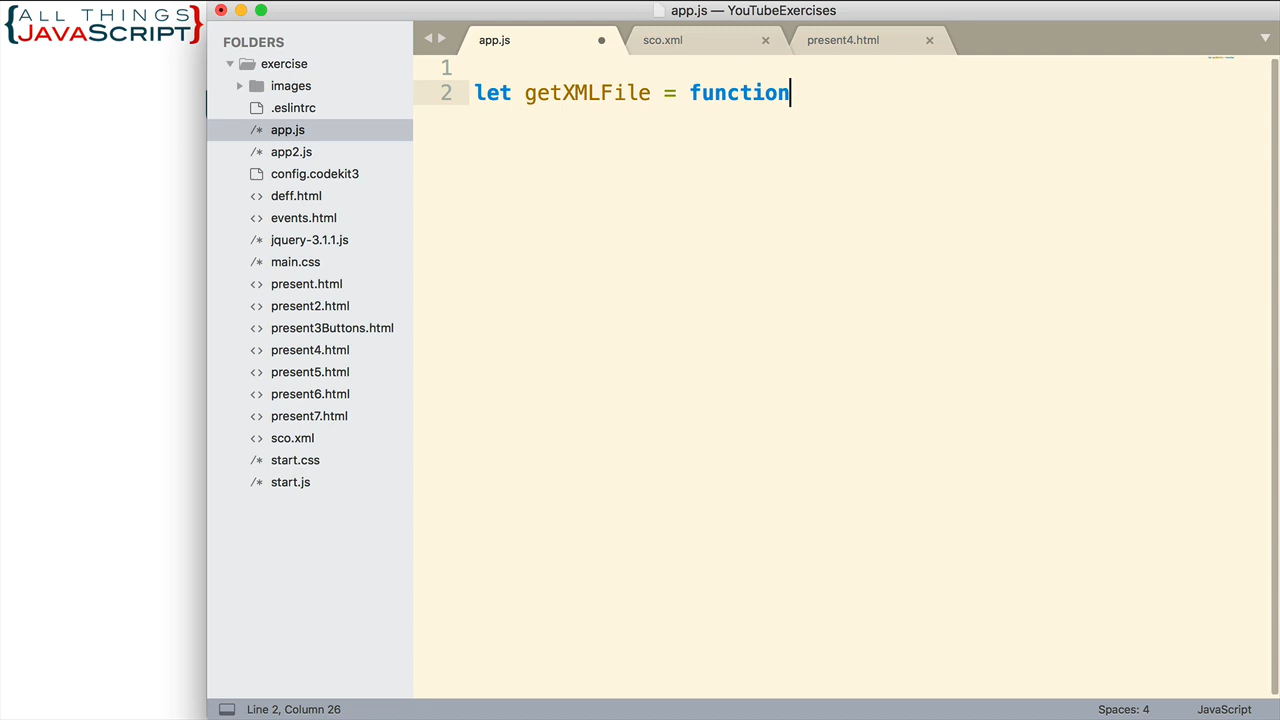 {ALL THINGS
JAVASCRIPT}
app.js — YouTubeExercises
FOLDERS
exercise
images
.eslintrc
/* app.js
/* app2.js
config.codekit3
<> deff.html
<> events.html
/* jquery-3.1.1.js
/* main.css
<> present.html
<> present2.html
<> present3Buttons.html
<> present4.html
<> present5.html
<> present6.html
<> present7.html
<> sco.xml
/* start.css
/* start.js
app.js
sco.xml
present4.html
1
2 let getXMLFile = function
Line 2, Column 26
Spaces: 4
JavaScript